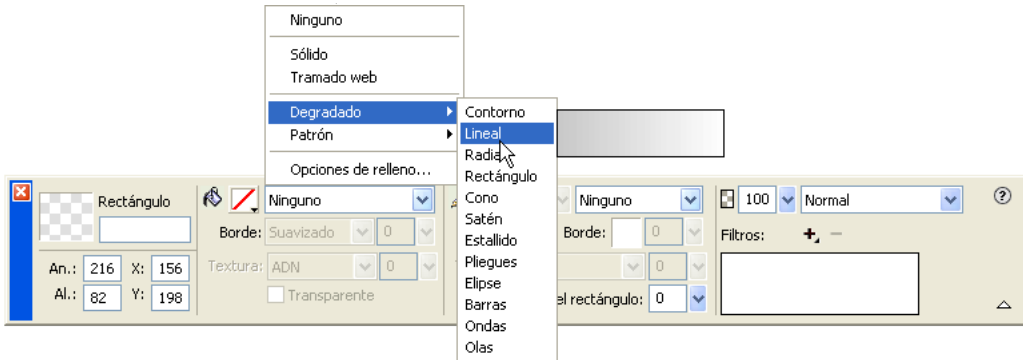 Ninguno
Sólido
Tramado web
Degradado
Patrón
Opciones de relleno...
Contorno
Lineal
Radial
Rectángulo
Cono
Satén
Estallido
Pliegues
Elipse
Barras
Ondas
Olas
Rectángulo
An.: 216 X: 156
Al.: 82 Y: 198
Ninguno
Borde: Suavizado 0
Textura: ADN 0
Transparente
Ninguno
Borde: 0
0
el rectángulo: 0
100 Normal
Filtros: